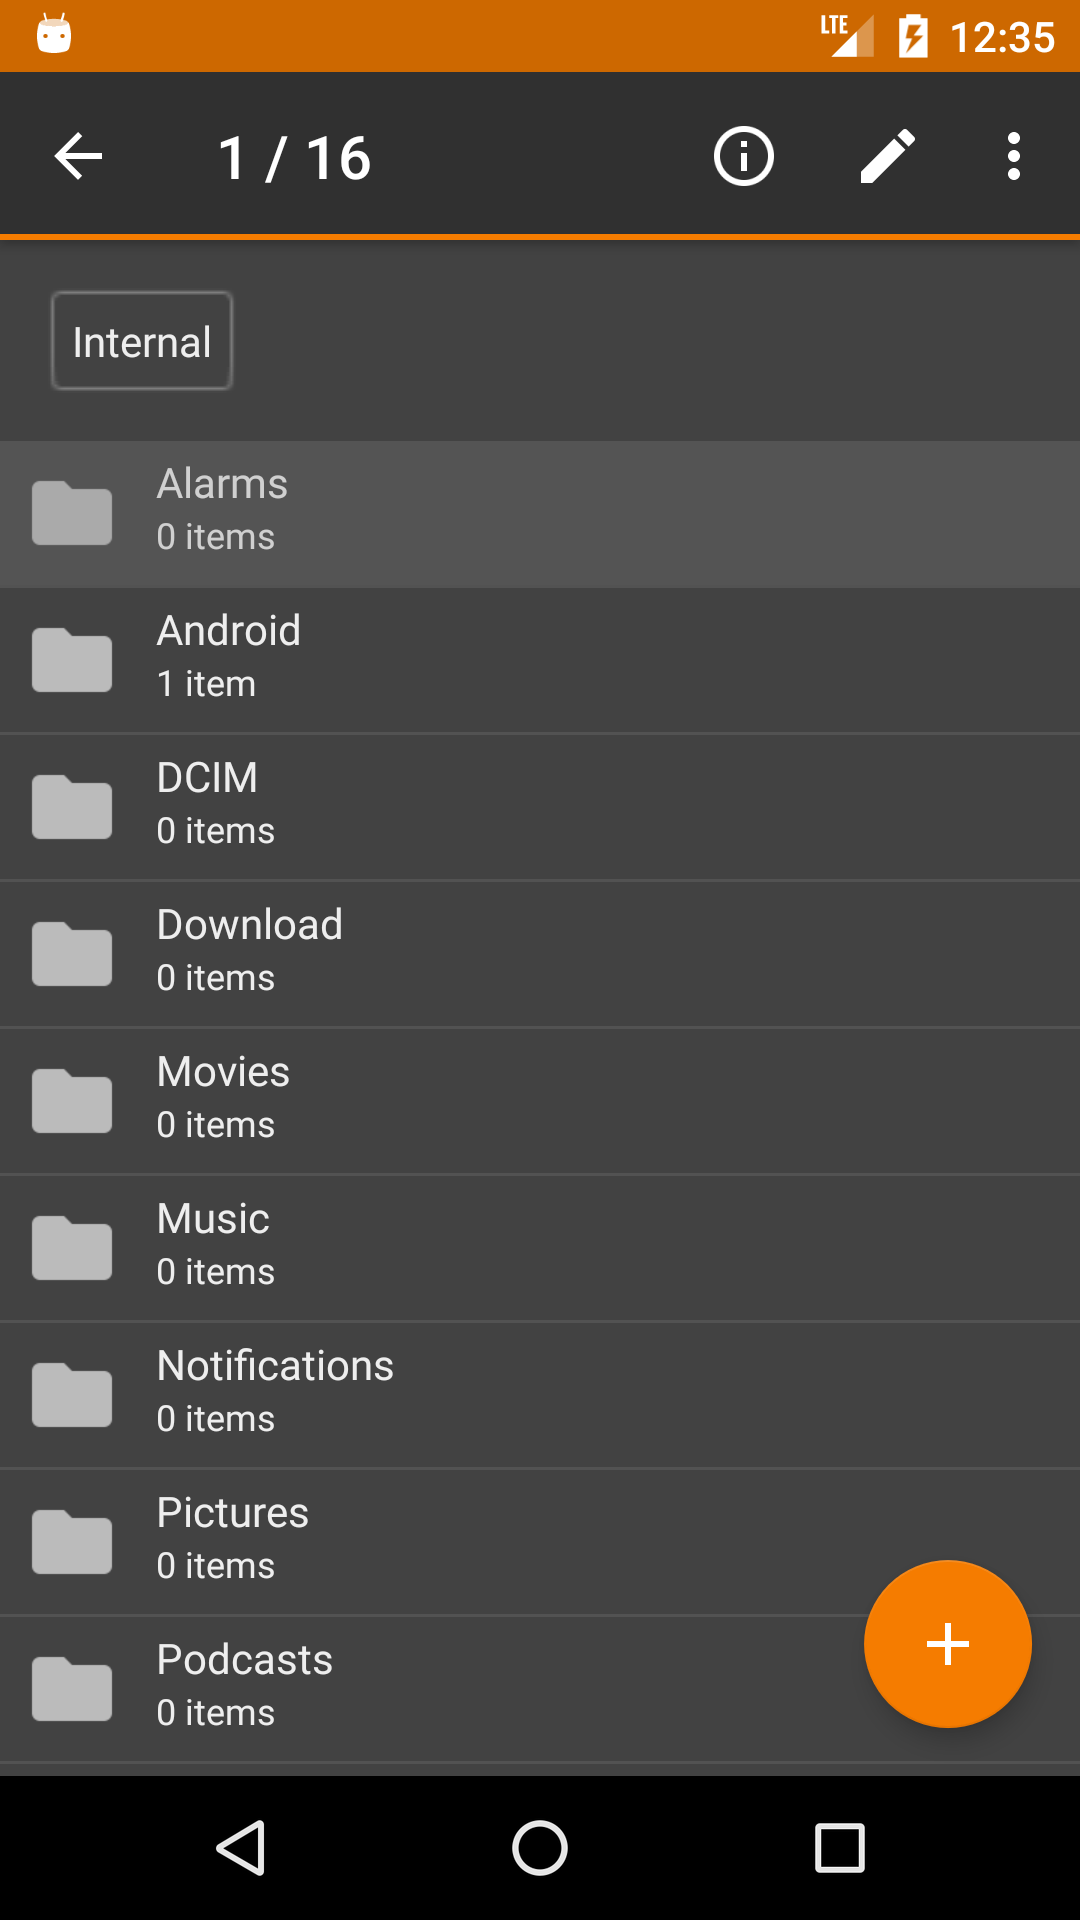 LTE 12:35
1 / 16
Internal
Alarms
0 items
Android
1 item
DCIM
0 items
Download
0 items
Movies
0 items
Music
0 items
Notifications
0 items
Pictures
0 items
Podcasts
0 items